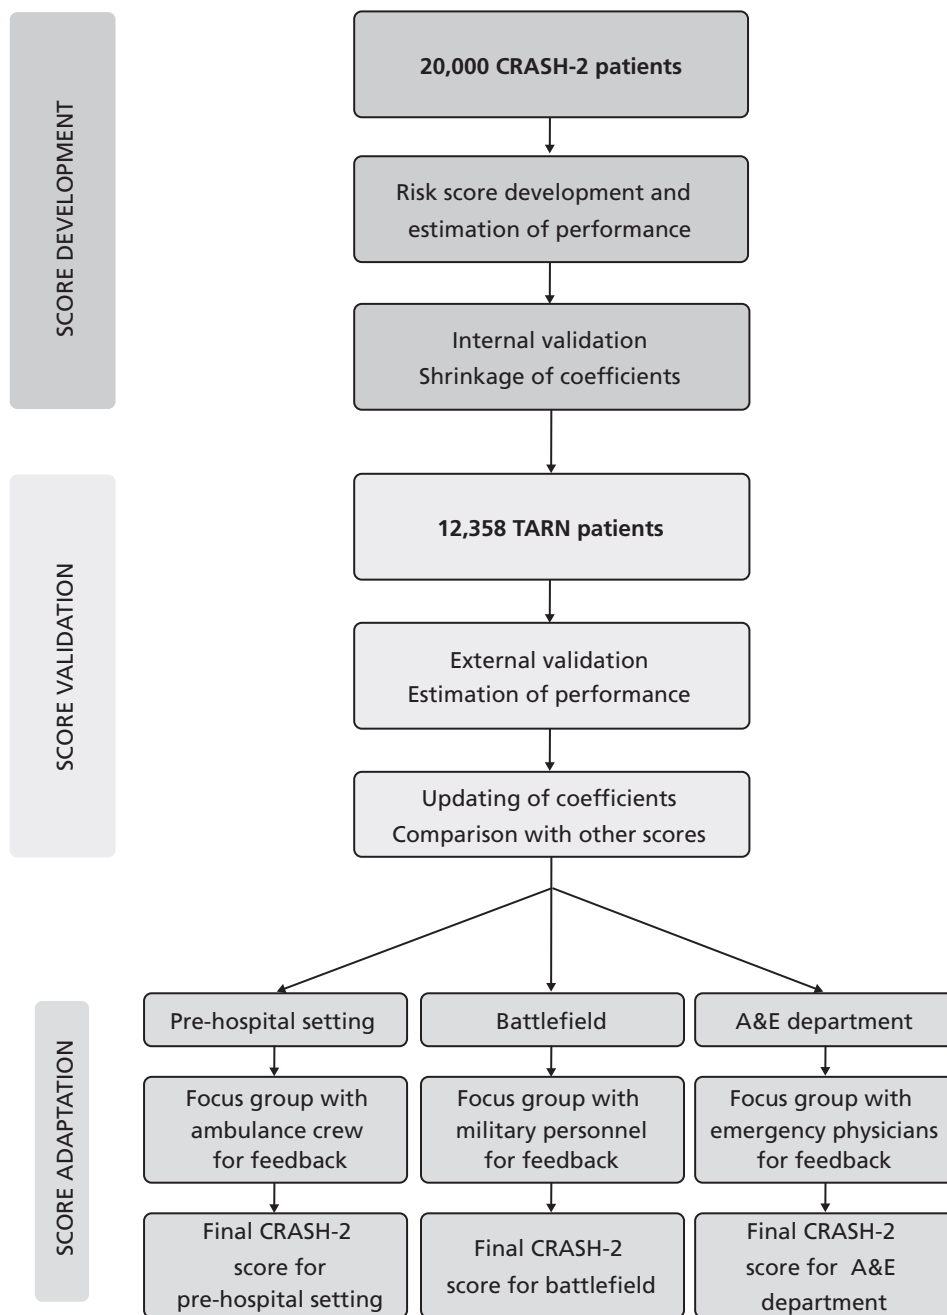 SCORE DEVELOPMENT
20,000 CRASH-2 patients
Risk score development and
estimation of performance
Internal validation
Shrinkage of coefficients
SCORE VALIDATION
12,358 TARN patients
External validation
Estimation of performance
Updating of coefficients
Comparison with other scores
SCORE ADAPTATION
Pre-hospital setting
Focus group with
ambulance crew
for feedback
Final CRASH-2
score for
pre-hospital setting
Battlefield
Focus group with
military personnel
for feedback
Final CRASH-2
score for battlefield
A&E department
Focus group with
emergency physicians
for feedback
Final CRASH-2
score for A&E
department